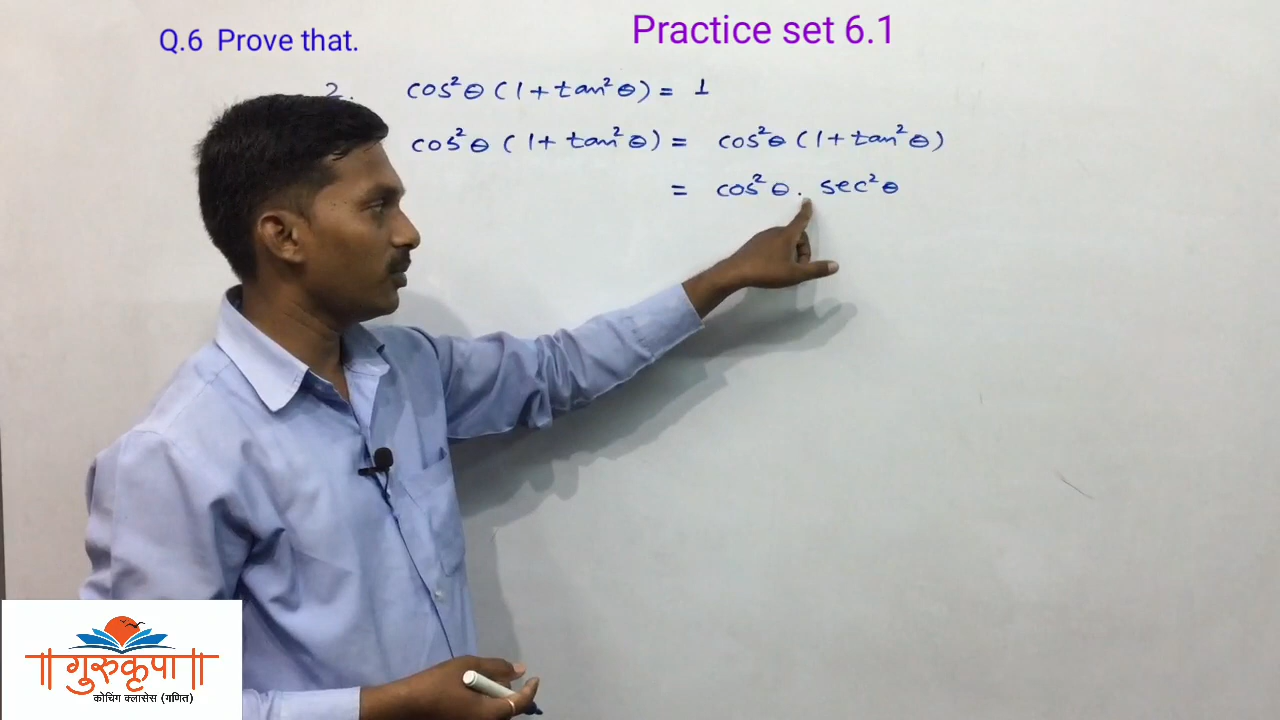 Q.6 Prove that.
Practice set 6.1
2. cos²θ (1 + tan²θ) = 1
cos²θ (1 + tan²θ) = cos²θ (1 + tan²θ)
= cos²θ . sec²θ
॥ गुरुकृपा ॥
कोचिंग क्लासेस (गणित)